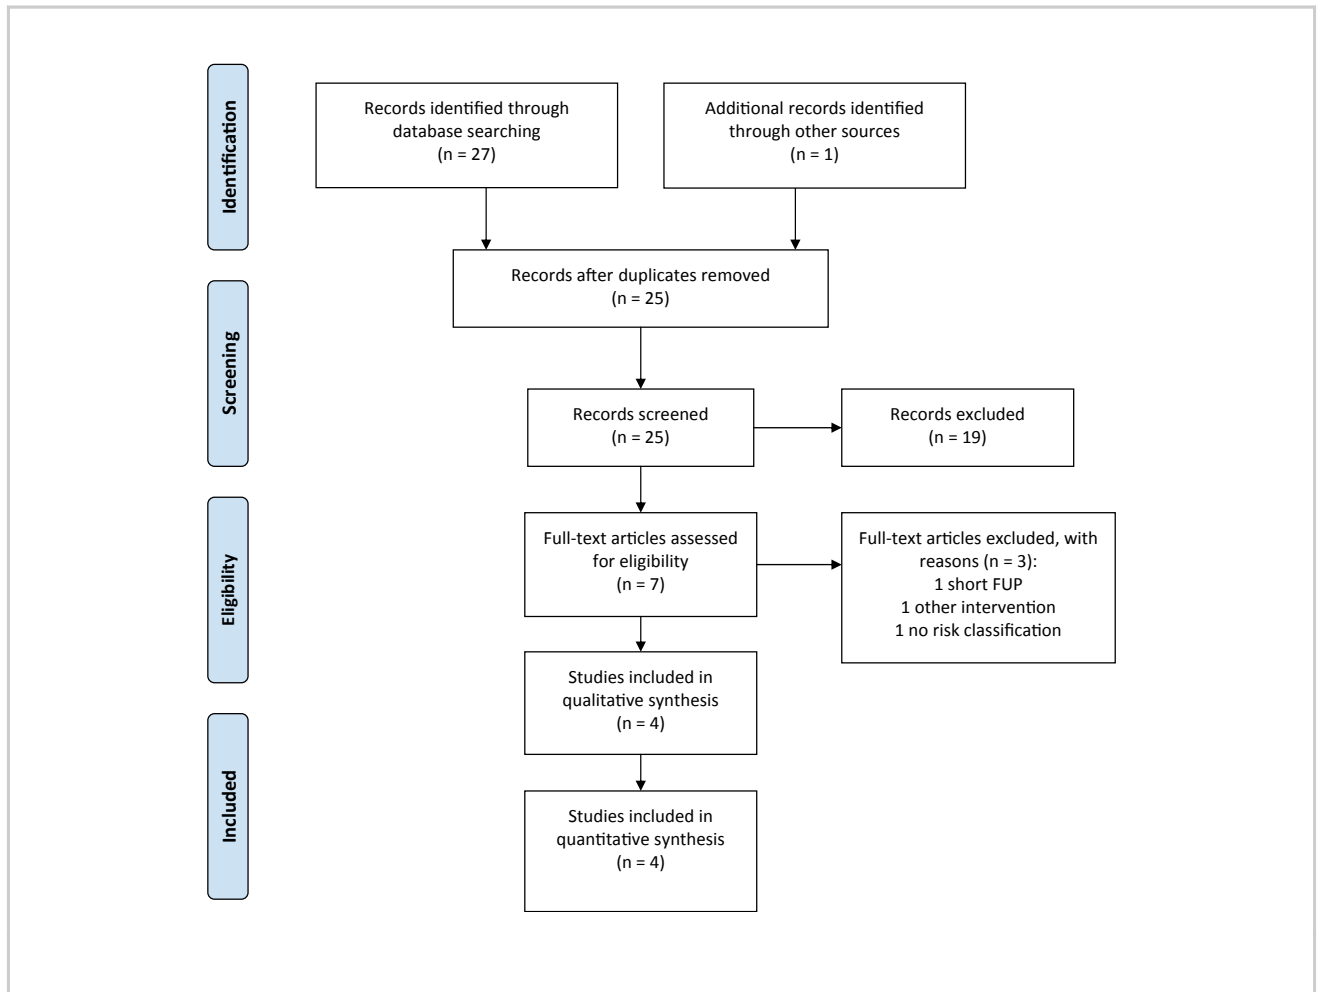 Identification
Records identified through
database searching
(n = 27)
Additional records identified
through other sources
(n = 1)
Records after duplicates removed
(n = 25)
Screening
Records screened
(n = 25)
Records excluded
(n = 19)
Eligibility
Full-text articles assessed
for eligibility
(n = 7)
Full-text articles excluded, with
reasons (n = 3):
1 short FUP
1 other intervention
1 no risk classification
Studies included in
qualitative synthesis
(n = 4)
Included
Studies included in
quantitative synthesis
(n = 4)